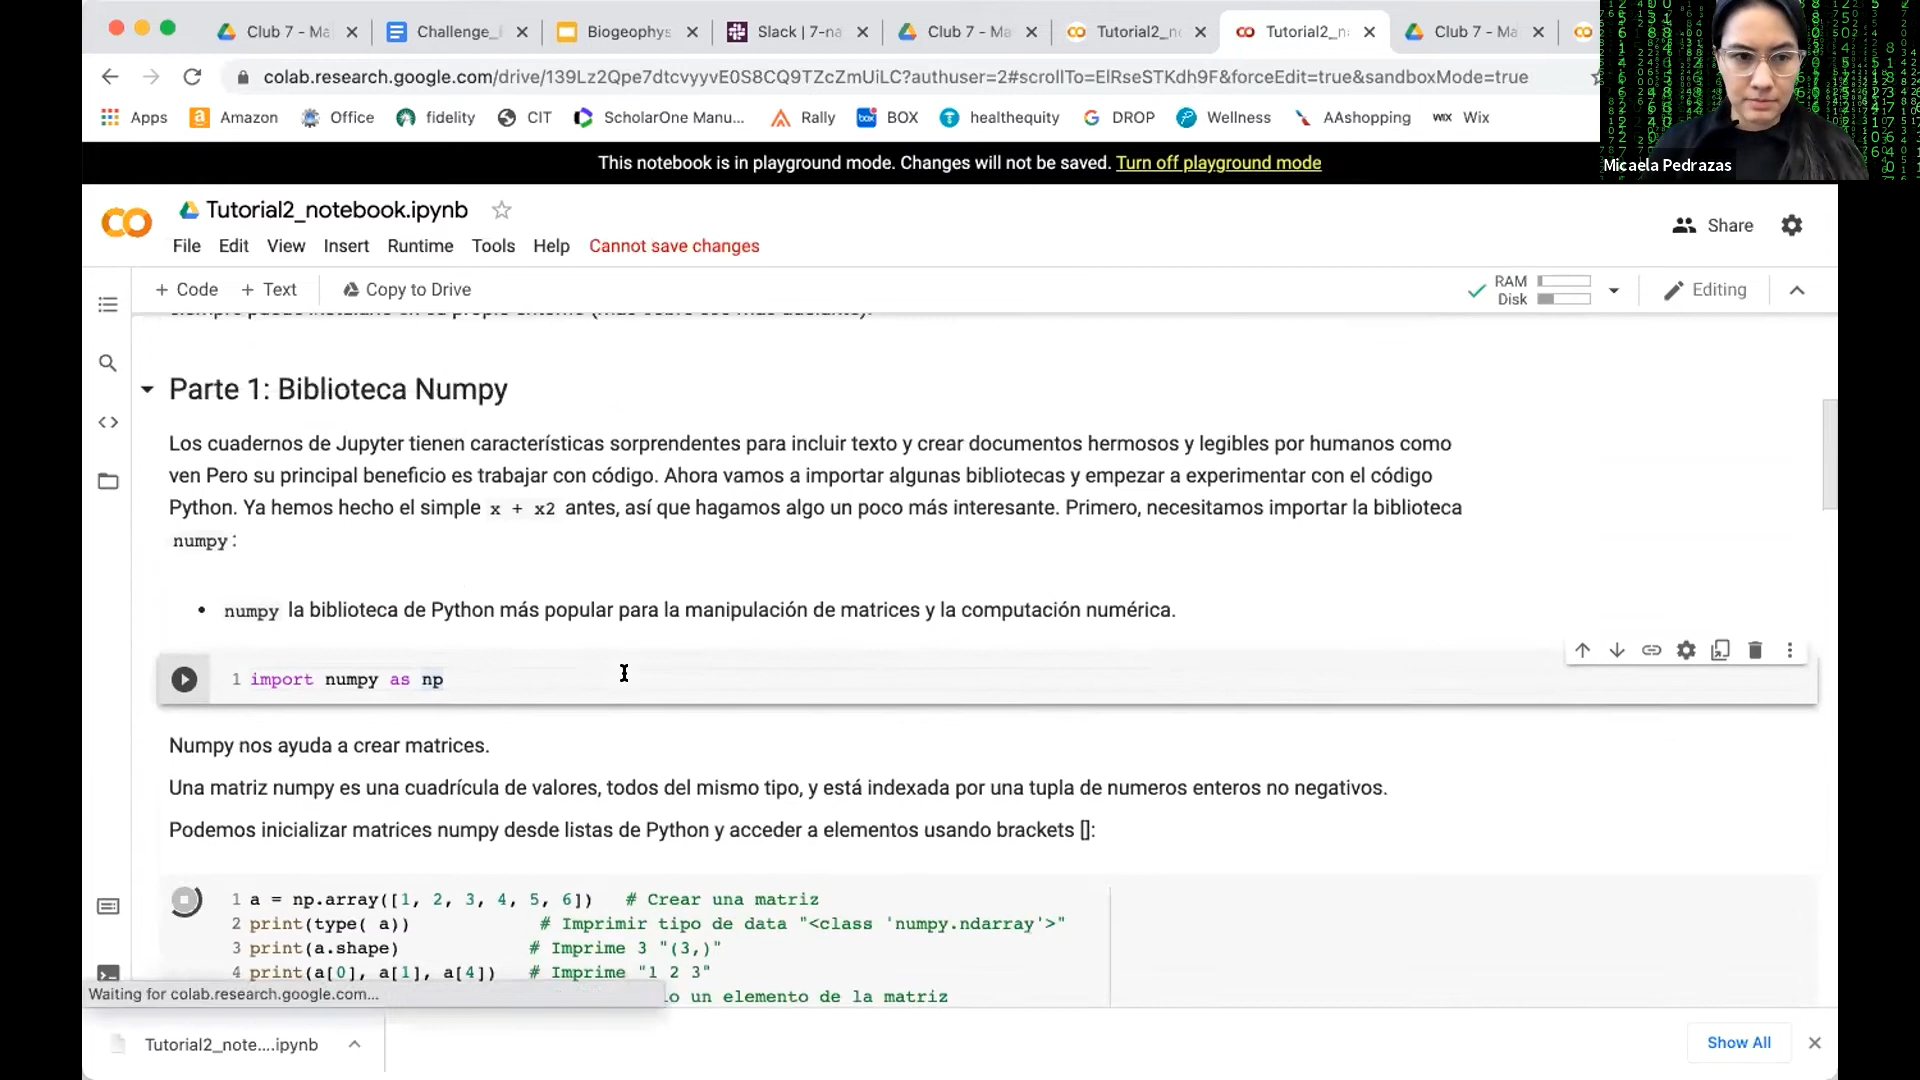 Club 7 - Ma
Challenge_
Biogeophys
Slack | 7-na
Club 7 - Ma
Tutorial2_n
Tutorial2_n
Club 7 - Ma
colab.research.google.com/drive/139Lz2Qpe7dtcvyyvE0S8CQ9TZcZmUiLC?authuser=2#scrollTo=ElRseSTKdh9F&forceEdit=true&sandboxMode=true
Apps Amazon Office fidelity CIT ScholarOne Manu... Rally BOX healthequity DROP Wellness AAshopping WIX Wix
Micaela Pedrazas
This notebook is in playground mode. Changes will not be saved. Turn off playground mode
Tutorial2_notebook.ipynb
Share
File Edit View Insert Runtime Tools Help Cannot save changes
+ Code + Text Copy to Drive
RAM
Disk
Editing
Parte 1: Biblioteca Numpy
Los cuadernos de Jupyter tienen características sorprendentes para incluir texto y crear documentos hermosos y legibles por humanos como
ven Pero su principal beneficio es trabajar con código. Ahora vamos a importar algunas bibliotecas y empezar a experimentar con el código
Python. Ya hemos hecho el simple x + x2 antes, así que hagamos algo un poco más interesante. Primero, necesitamos importar la biblioteca
numpy:
• numpy la biblioteca de Python más popular para la manipulación de matrices y la computación numérica.
1 import numpy as np
Numpy nos ayuda a crear matrices.
Una matriz numpy es una cuadrícula de valores, todos del mismo tipo, y está indexada por una tupla de numeros enteros no negativos.
Podemos inicializar matrices numpy desde listas de Python y acceder a elementos usando brackets []:
1 a = np.array([1, 2, 3, 4, 5, 6]) # Crear una matriz
2 print(type( a)) # Imprimir tipo de data "<class 'numpy.ndarray'>"
3 print(a.shape) # Imprime 3 "(3,)"
4 print(a[0], a[1], a[4]) # Imprime "1 2 3"
un elemento de la matriz
Waiting for colab.research.google.com...
Tutorial2_note....ipynb
Show All